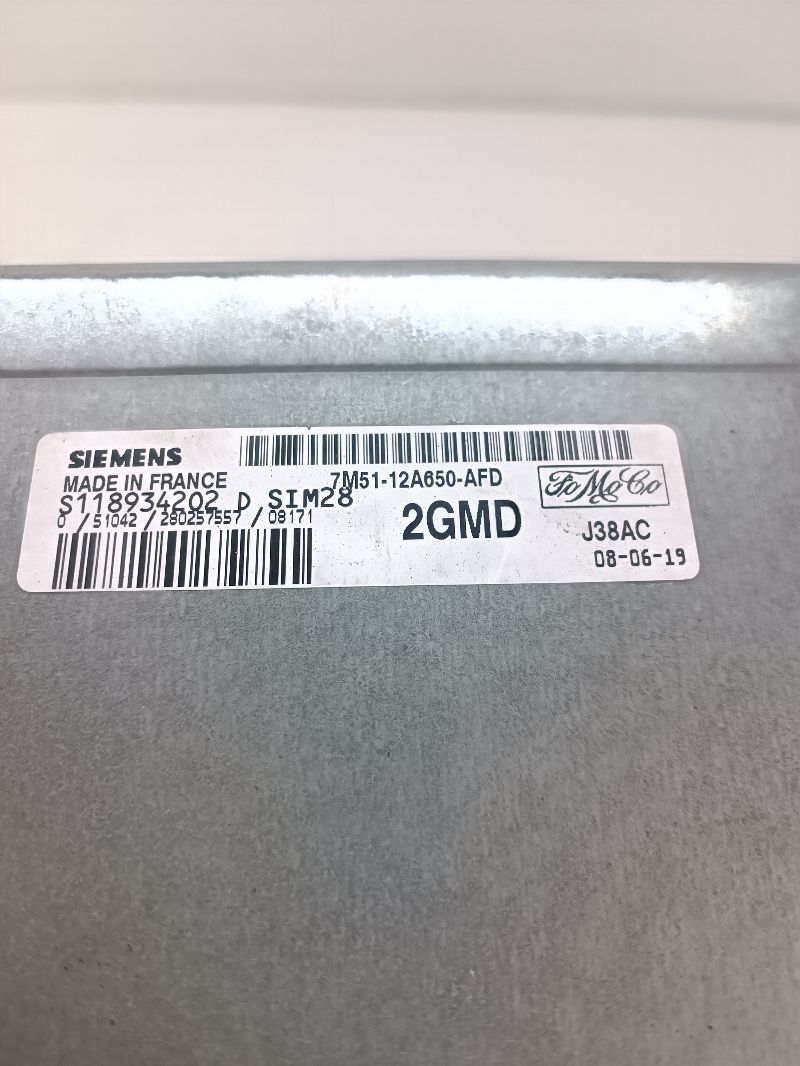 SIEMENS
MADE IN FRANCE
7M51-12A650-AFD
FoMoCo
S118934202 D SIM28
0 / 51042 / 280257557 / 08171
2GMD
J38AC
08-06-19